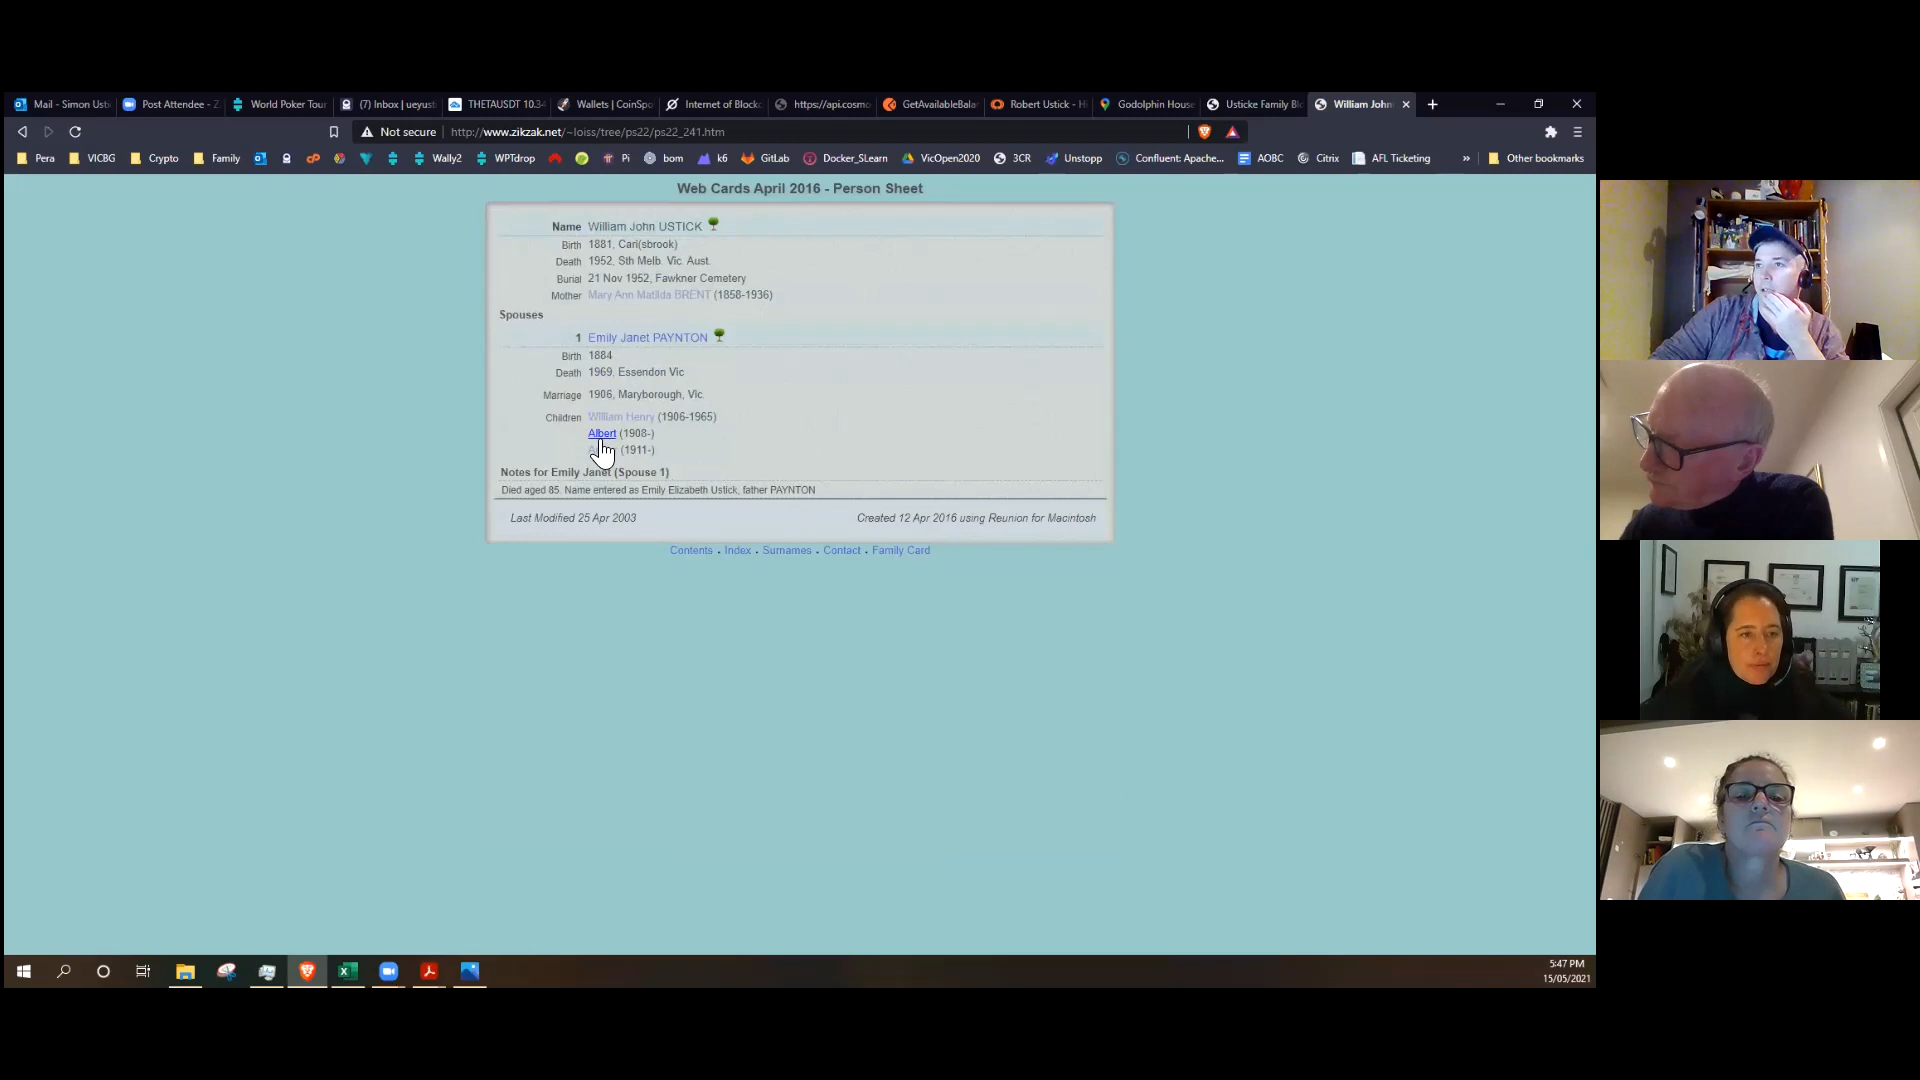 Mail - Simon Usti
Post Attendee - Z
World Poker Tour
(7) Inbox | ueyust
THETAUSDT 10.34
Wallets | CoinSpo
Internet of Blockc
https://api.cosmo
GetAvailableBala
Robert Ustick - Hi
Godolphin House
Usticke Family Bl
William John
Not secure
http://www.zikzak.net/~loiss/tree/ps22/ps22_241.htm
Pera
VICBG
Crypto
Family
Wally2
WPTdrop
Pi
bom
k6
GitLab
Docker_SLearn
VicOpen2020
3CR
Unstopp
Confluent: Apache...
AOBC
Citrix
AFL Ticketing
»
Other bookmarks
Web Cards April 2016 - Person Sheet
Name William John USTICK
Birth 1881, Cari(sbrook)
Death 1952, Sth Melb. Vic. Aust.
Burial 21 Nov 1952, Fawkner Cemetery
Mother Mary Ann Matilda BRENT (1858-1936)
Spouses
1 Emily Janet PAYNTON
Birth 1884
Death 1969, Essendon Vic
Marriage 1906, Maryborough, Vic.
Children William Henry (1906-1965)
Albert (1908-)
(1911-)
Notes for Emily Janet (Spouse 1)
Died aged 85. Name entered as Emily Elizabeth Ustick, father PAYNTON
Last Modified 25 Apr 2003
Created 12 Apr 2016 using Reunion for Macintosh
Contents • Index • Surnames • Contact • Family Card
5:47 PM
15/05/2021